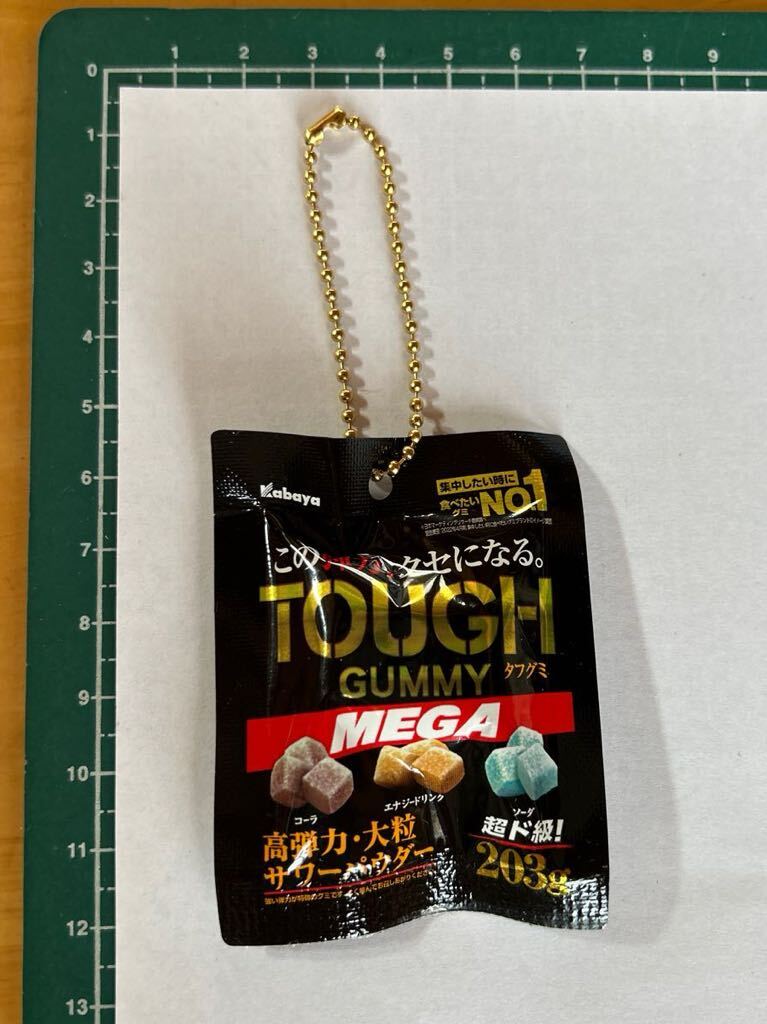 1 2 3 4 5 6 7 8 9
0
1
2
3
4
5
6
7
8
9
10
11
12
13
Kabaya
集中したい時に
食べたい
グミ NO.1
このクセになる。
TOUGH
GUMMY タフグミ
MEGA
コーラ
エナジードリンク
ソーダ
高弾力・大粒
サワーパウダー
超ド級!
203g